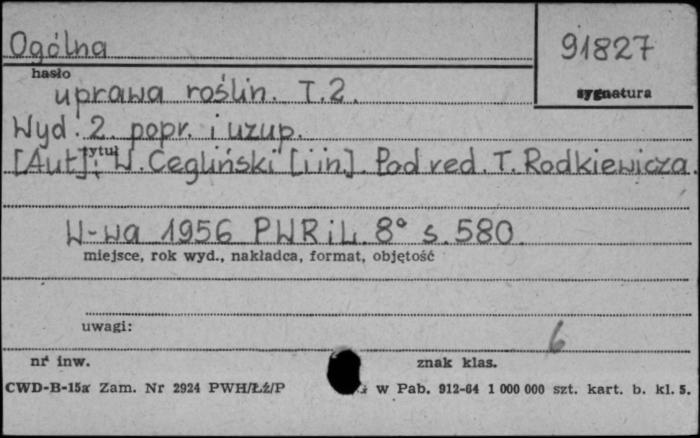 Ogólna
91827
hasło
sygnatura
uprawa roślin. T.2.
Wyd. 2. popr. i uzup.
tytuł
[Aut]: W. Cegliński [i in]. Pod red. T. Rodkiewicza.
W-wa 1956 PWRiL. 8° s. 580.
miejsce, rok wyd., nakładca, format, objętość
uwagi:
6
nr inw.
znak klas.
CWD-B-15a Zam. Nr 2924 PWH/Łź/P G w Pab. 912-64 1 000 000 szt. kart. b. kl. 5.